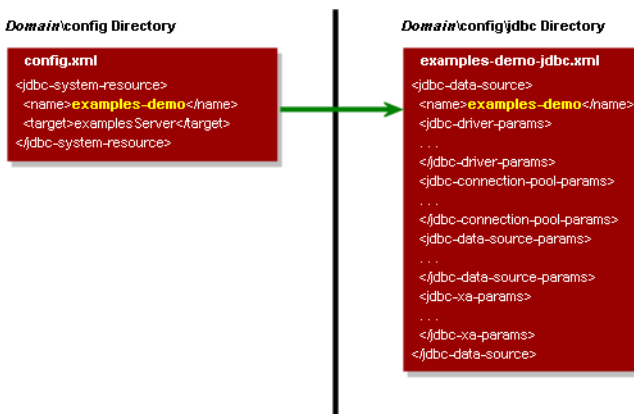 Domain\config Directory
config.xml
<jdbc-system-resource>
<name>examples-demo</name>
<target>examplesServer</target>
</jdbc-system-resource>
Domain\config\jdbc Directory
examples-demo-jdbc.xml
<jdbc-data-source>
<name>examples-demo</name>
<jdbc-driver-params>
. . .
</jdbc-driver-params>
<jdbc-connection-pool-params>
. . .
</jdbc-connection-pool-params>
<jdbc-data-source-params>
. . .
</jdbc-data-source-params>
<jdbc-xa-params>
. . .
</jdbc-xa-params>
</jdbc-data-source>